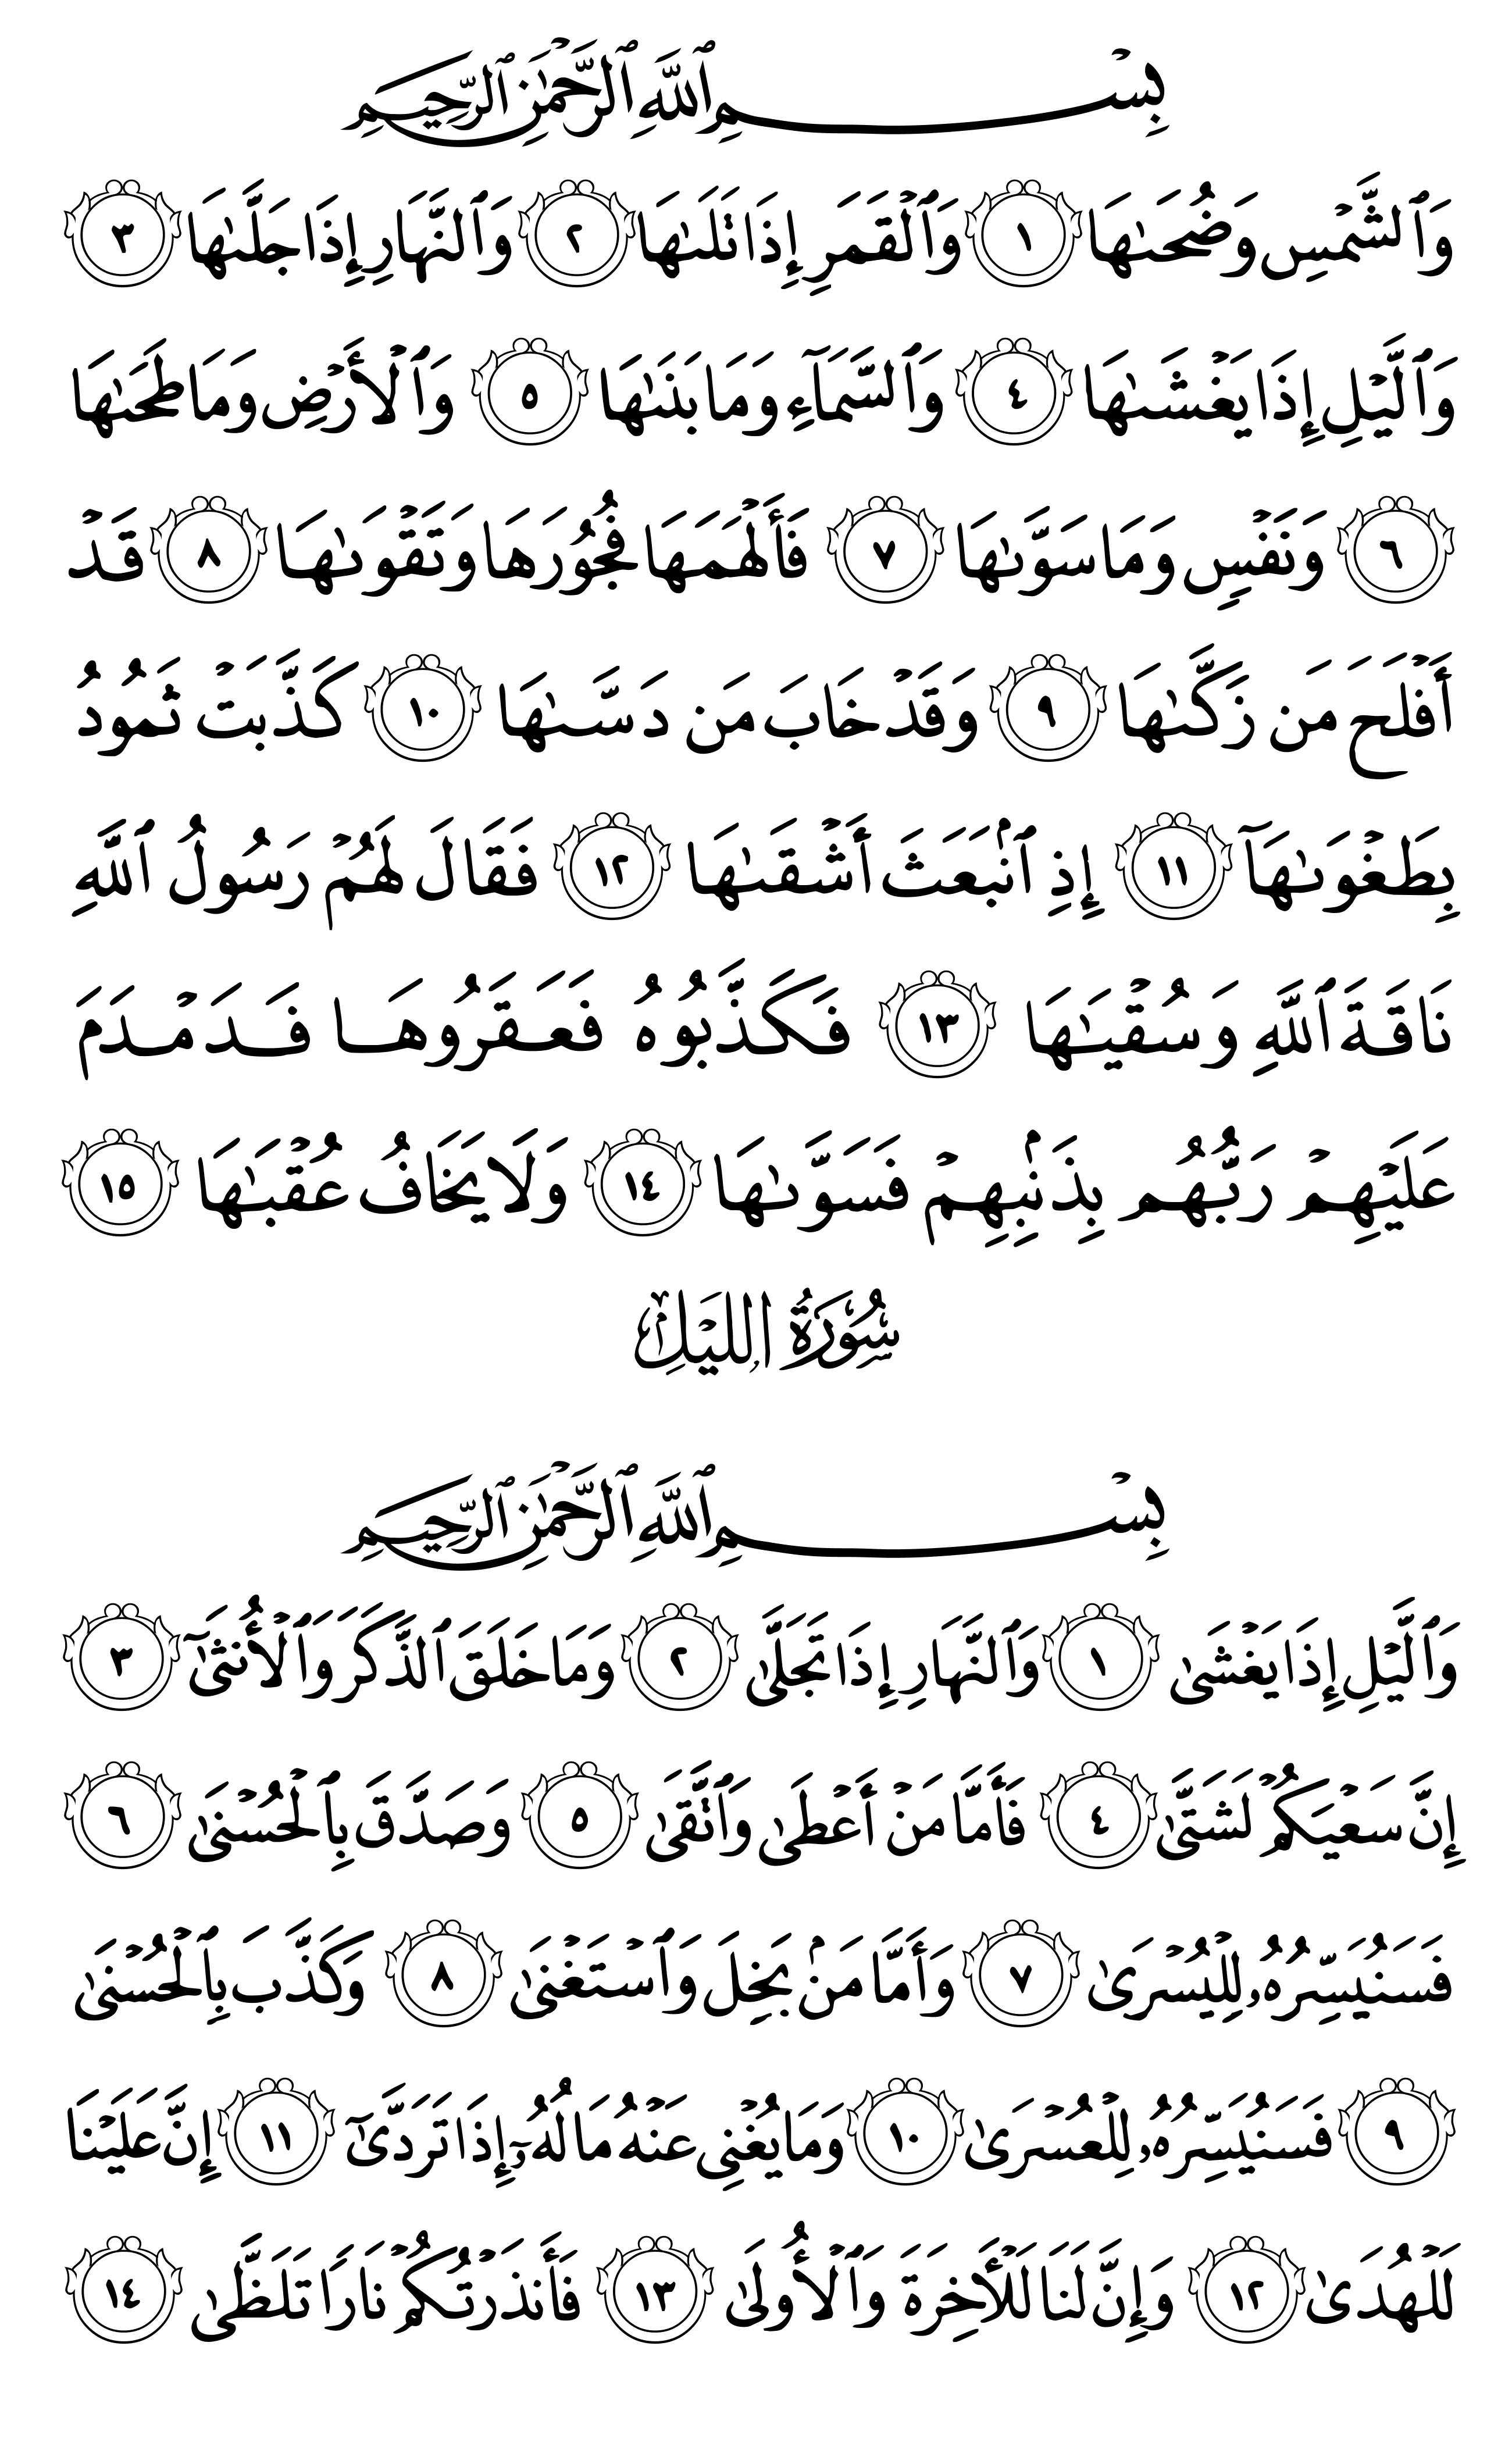 بِسْمِ ٱللَّهِ ٱلرَّحْمَٰنِ ٱلرَّحِيمِ
وَٱلشَّمْسِ وَضُحَىٰهَا ١ وَٱلْقَمَرِ إِذَا تَلَىٰهَا ٢ وَٱلنَّهَارِ إِذَا جَلَّىٰهَا ٣
وَٱلَّيْلِ إِذَا يَغْشَىٰهَا ٤ وَٱلسَّمَآءِ وَمَا بَنَىٰهَا ٥ وَٱلْأَرْضِ وَمَا طَحَىٰهَا
٦ وَنَفْسٍ وَمَا سَوَّىٰهَا ٧ فَأَلْهَمَهَا فُجُورَهَا وَتَقْوَىٰهَا ٨ قَدْ
أَفْلَحَ مَن زَكَّىٰهَا ٩ وَقَدْ خَابَ مَن دَسَّىٰهَا ١٠ كَذَّبَتْ ثَمُودُ
بِطَغْوَىٰهَآ ١١ إِذِ ٱنۢبَعَثَ أَشْقَىٰهَا ١٢ فَقَالَ لَهُمْ رَسُولُ ٱللَّهِ
نَاقَةَ ٱللَّهِ وَسُقْيَٰهَا ١٣ فَكَذَّبُوهُ فَعَقَرُوهَا فَدَمْدَمَ
عَلَيْهِمْ رَبُّهُم بِذَنۢبِهِمْ فَسَوَّىٰهَا ١٤ وَلَا يَخَافُ عُقْبَٰهَا ١٥
سُورَةُ اللَّيْلِ
بِسْمِ ٱللَّهِ ٱلرَّحْمَٰنِ ٱلرَّحِيمِ
وَٱلَّيْلِ إِذَا يَغْشَىٰ ١ وَٱلنَّهَارِ إِذَا تَجَلَّىٰ ٢ وَمَا خَلَقَ ٱلذَّكَرَ وَٱلْأُنثَىٰٓ ٣
إِنَّ سَعْيَكُمْ لَشَتَّىٰ ٤ فَأَمَّا مَنْ أَعْطَىٰ وَٱتَّقَىٰ ٥ وَصَدَّقَ بِٱلْحُسْنَىٰ ٦
فَسَنُيَسِّرُهُۥ لِلْيُسْرَىٰ ٧ وَأَمَّا مَنۢ بَخِلَ وَٱسْتَغْنَىٰ ٨ وَكَذَّبَ بِٱلْحُسْنَىٰ
٩ فَسَنُيَسِّرُهُۥ لِلْعُسْرَىٰ ١٠ وَمَا يُغْنِى عَنْهُ مَالُهُۥٓ إِذَا تَرَدَّىٰٓ ١١ إِنَّ عَلَيْنَا
لَلْهُدَىٰ ١٢ وَإِنَّ لَنَا لَلْـَٔاخِرَةَ وَٱلْأُولَىٰ ١٣ فَأَنذَرْتُكُمْ نَارًا تَلَظَّىٰ ١٤